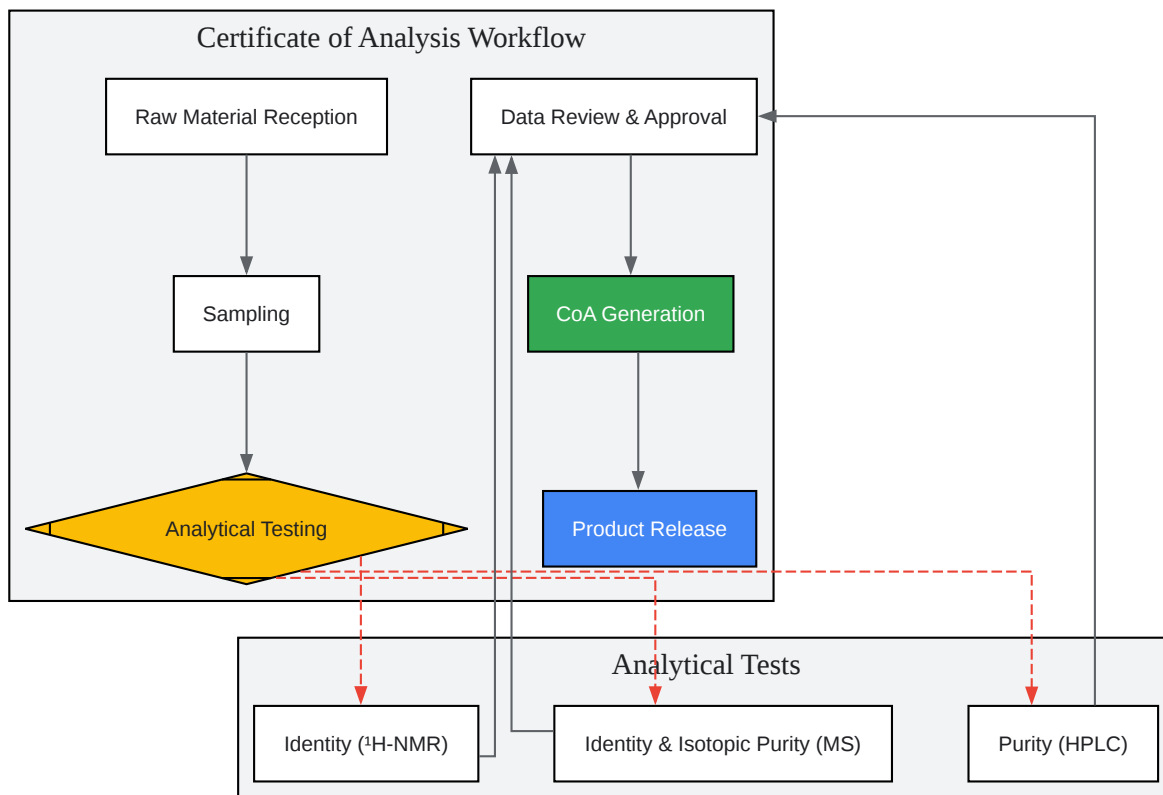 Certificate of Analysis Workflow
Raw Material Reception
Data Review & Approval
Sampling
CoA Generation
Analytical Testing
Product Release
Analytical Tests
Identity (¹H-NMR)
Identity & Isotopic Purity (MS)
Purity (HPLC)